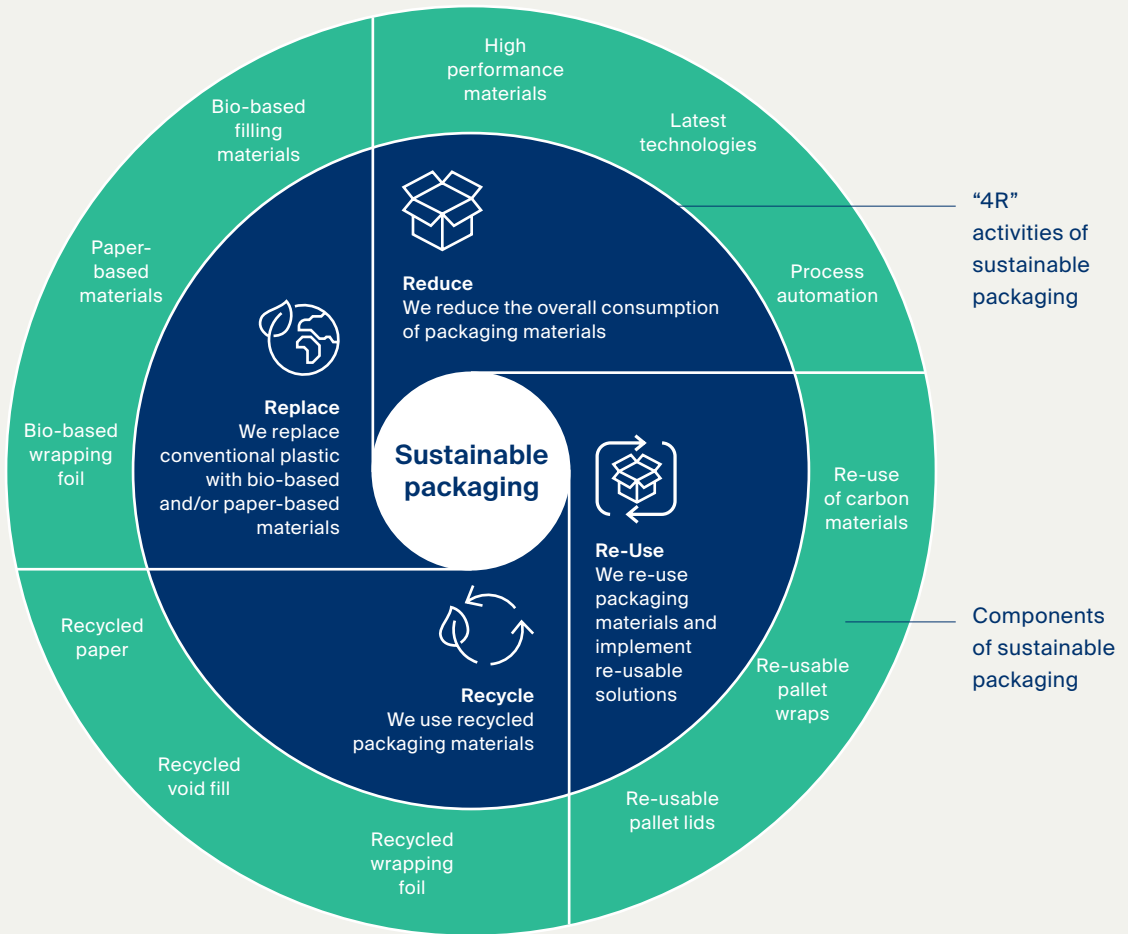 High
performance
materials
Latest
technologies
Process
automation
Bio-based
filling
materials
Paper-
based
materials
Bio-based
wrapping
foil
Reduce
We reduce the overall consumption
of packaging materials
Replace
We replace
conventional plastic
with bio-based
and/or paper-based
materials
Sustainable
packaging
Re-Use
We re-use
packaging
materials and
implement
re-usable
solutions
Recycle
We use recycled
packaging materials
Re-use
of carbon
materials
Re-usable
pallet
wraps
Re-usable
pallet lids
Recycled
paper
Recycled
void fill
Recycled
wrapping
foil
“4R”
activities of
sustainable
packaging
Components
of sustainable
packaging